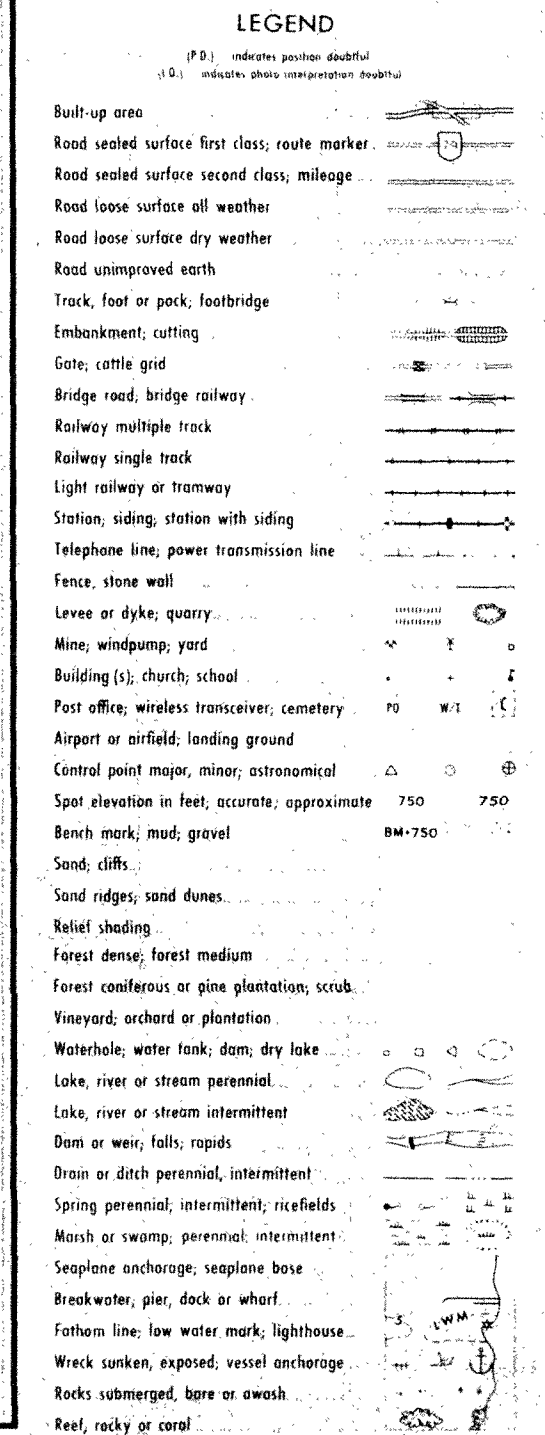 LEGEND
(P.D.) indicates position doubtful
(I.D.) indicates photo interpretation doubtful
Built-up area
Road sealed surface first class; route marker
Road sealed surface second class; mileage
Road loose surface all weather
Road loose surface dry weather
Road unimproved earth
Track, foot or pack; footbridge
Embankment; cutting
Gate; cattle grid
Bridge road; bridge railway
Railway multiple track
Railway single track
Light railway or tramway
Station; siding; station with siding
Telephone line; power transmission line
Fence, stone wall
Levee or dyke; quarry
Mine; windpump; yard
Building (s); church; school
Post office; wireless transceiver; cemetery PO W/T C
Airport or airfield; landing ground
Control point major, minor; astronomical
Spot elevation in feet; accurate; approximate 750 750
Bench mark; mud; gravel BM•750
Sand; cliffs
Sand ridges; sand dunes
Relief shading
Forest dense; forest medium
Forest coniferous or pine plantation; scrub
Vineyard; orchard or plantation
Waterhole; water tank; dam; dry lake
Lake, river or stream perennial
Lake, river or stream intermittent
Dam or weir; falls; rapids
Drain or ditch perennial, intermittent
Spring perennial; intermittent; ricefields
Marsh or swamp; perennial; intermittent
Seaplane anchorage; seaplane base
Breakwater; pier, dock or wharf
Fathom line; low water mark; lighthouse 5 LWM
Wreck sunken, exposed; vessel anchorage
Rocks submerged, bare or awash
Reef, rocky or coral